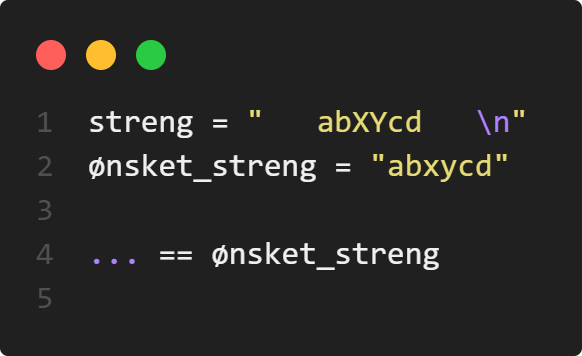 1 streng = "   abXYcd   \n"
2 ønsket_streng = "abxycd"
3
4 ... == ønsket_streng
5